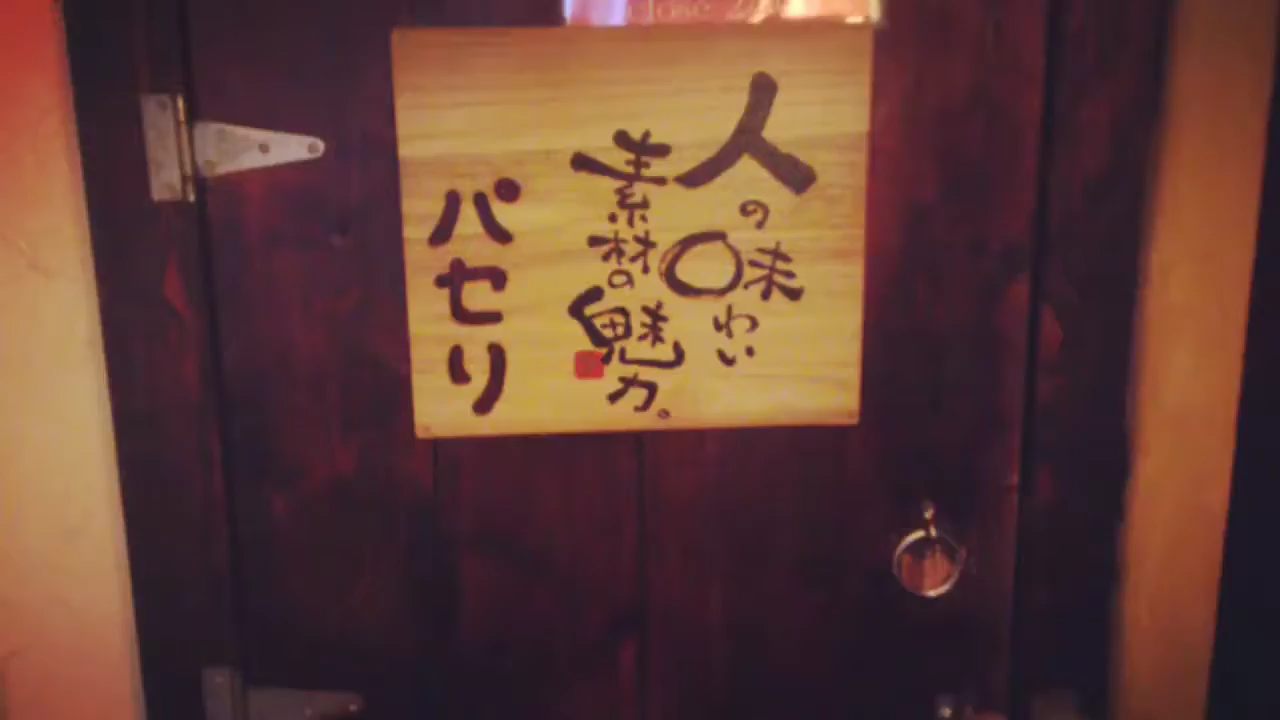 人の味わい
素材の魅力。
パセリ